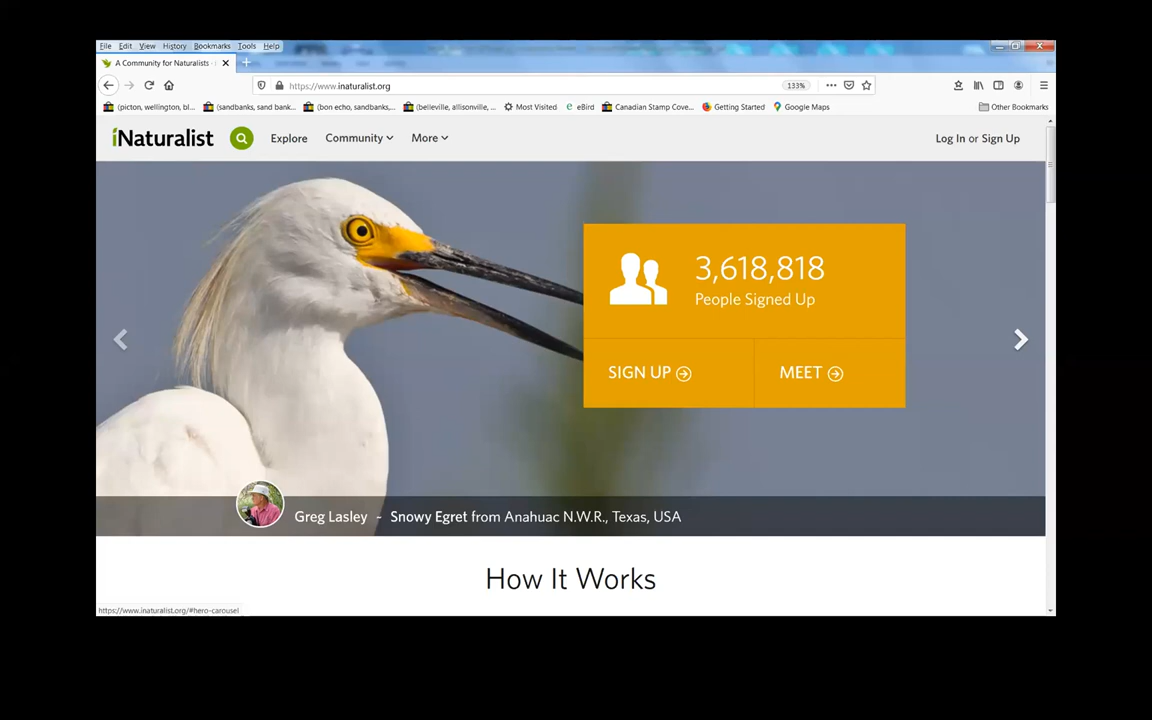 File Edit View History Bookmarks Tools Help
A Community for Naturalists ·
https://www.inaturalist.org
133%
(picton, wellington, bl... (sandbanks, sand bank... (bon echo, sandbanks,... (belleville, allisonville, ... Most Visited eBird Canadian Stamp Cove... Getting Started Google Maps Other Bookmarks
iNaturalist Explore Community More Log In or Sign Up
3,618,818
People Signed Up
SIGN UP MEET
Greg Lasley - Snowy Egret from Anahuac N.W.R., Texas, USA
How It Works
https://www.inaturalist.org/#hero-carousel